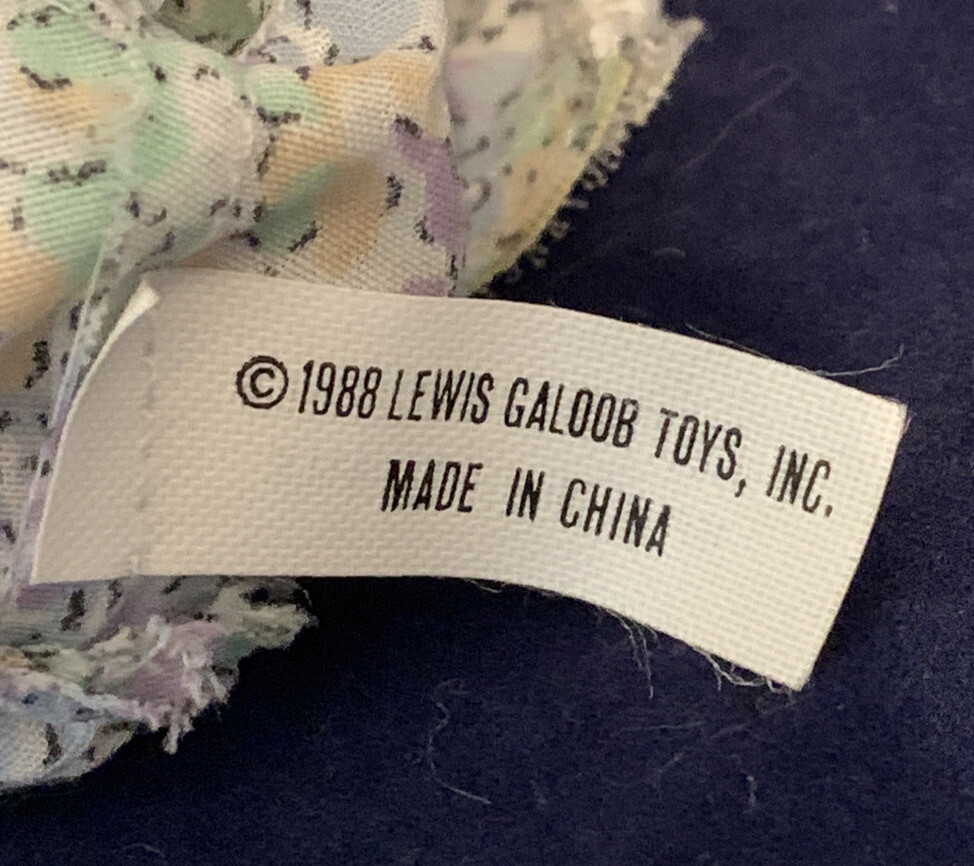 ©1988 LEWIS GALOOB TOYS, INC.
MADE IN CHINA